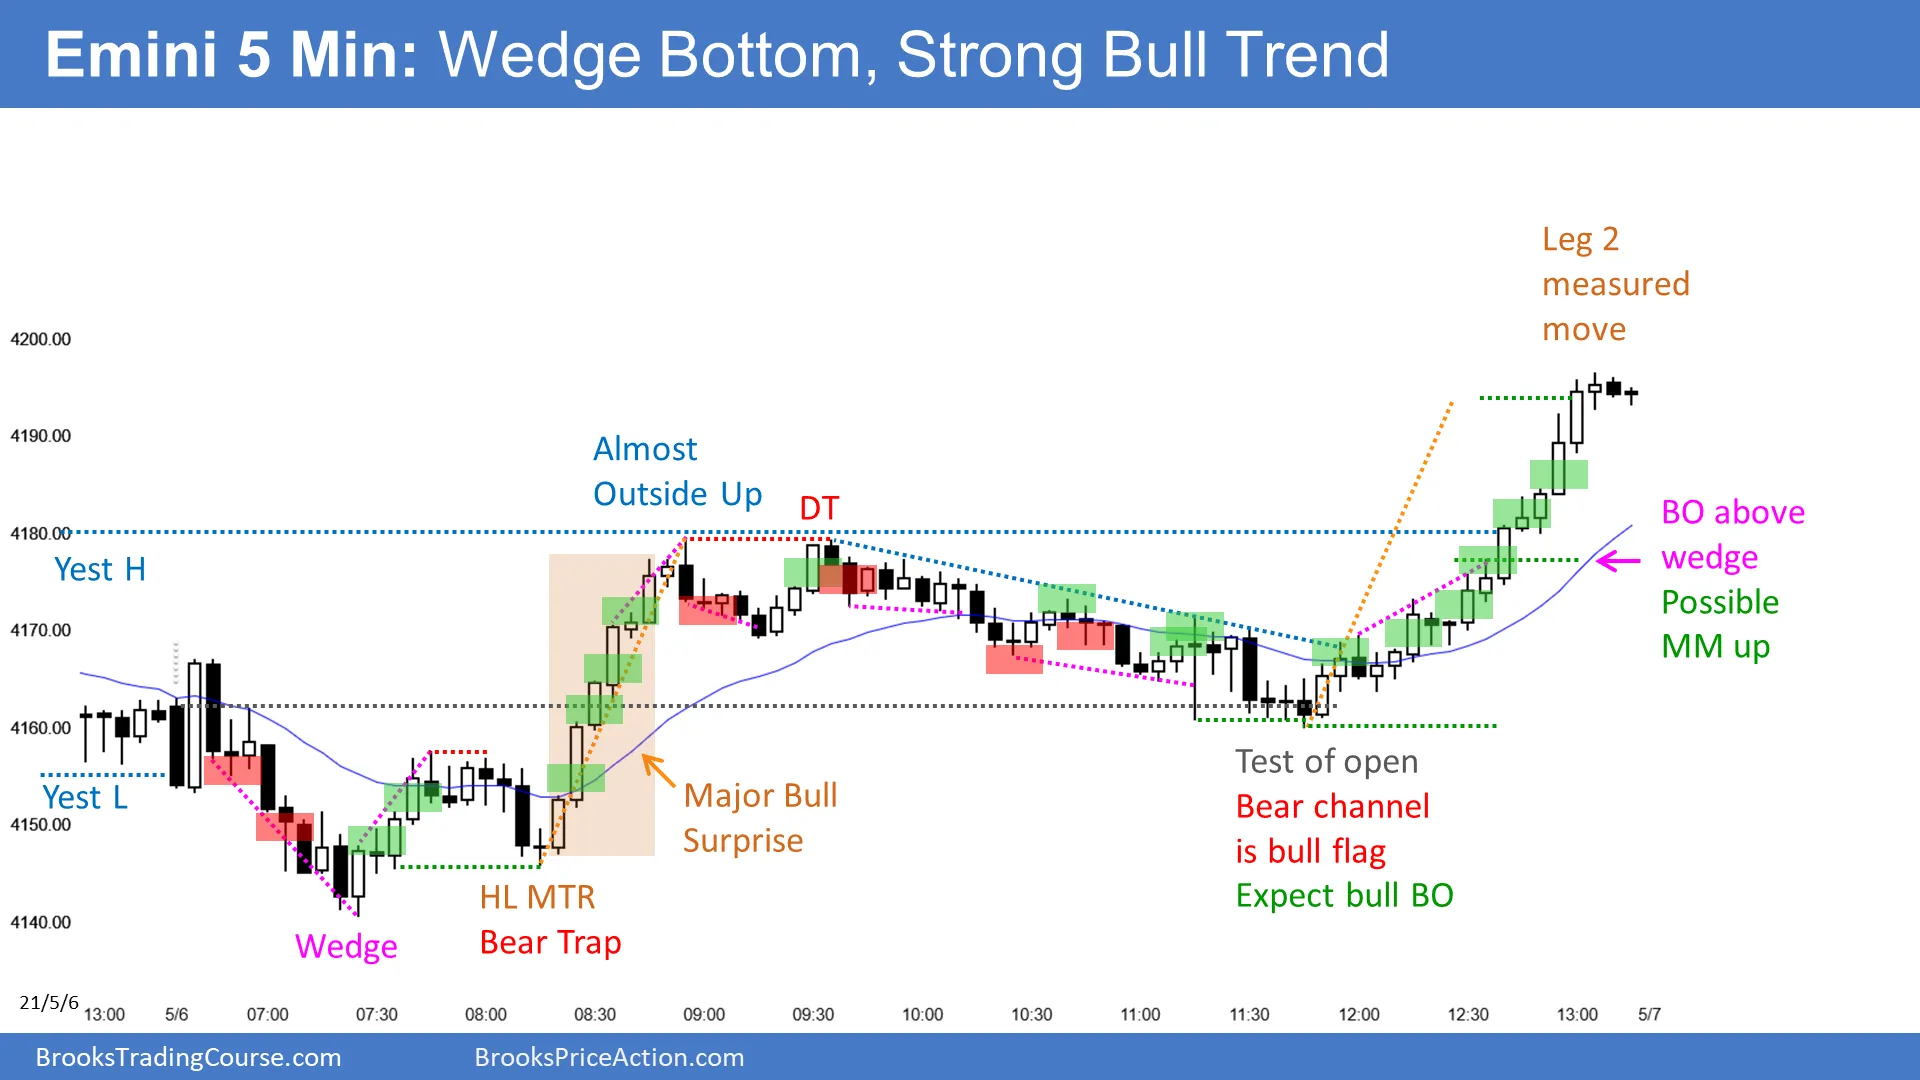 Emini 5 Min: Wedge Bottom, Strong Bull Trend
Leg 2
measured
move
4200.00
4190.00
4180.00
4170.00
4160.00
4150.00
4140.00
Almost
Outside Up
DT
Yest H
Yest L
BO above
wedge
Possible
MM up
Major Bull
Surprise
Test of open
Bear channel
is bull flag
Expect bull BO
HL MTR
Bear Trap
Wedge
21/5/6
13:00 5/6 07:00 07:30 08:00 08:30 09:00 09:30 10:00 10:30 11:00 11:30 12:00 12:30 13:00 5/7
BrooksTradingCourse.com
BrooksPriceAction.com